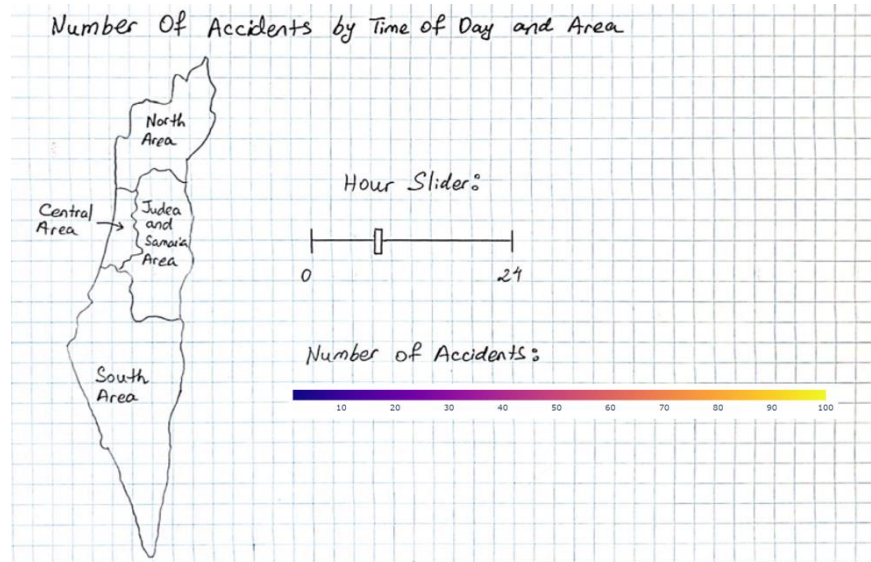 Number Of Accidents by Time of Day and Area
North
Area
Central
Area
Judea
and
Samaria
Area
South
Area
Hour Slider:
0
24
Number of Accidents:
10 20 30 40 50 60 70 80 90 100